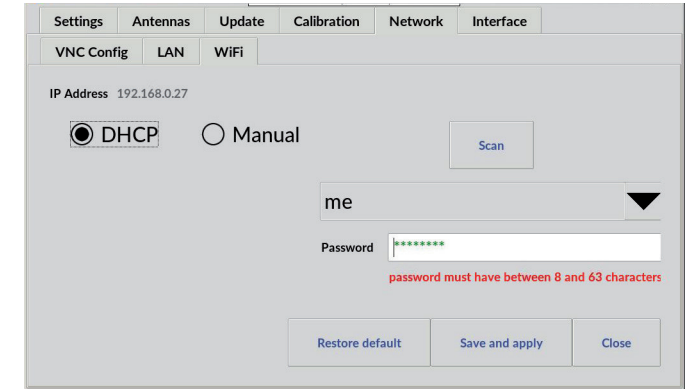 Settings Antennas Update Calibration Network Interface
VNC Config LAN WiFi
IP Address 192.168.0.27
DHCP Manual
Scan
me
Password ********
password must have between 8 and 63 characters
Restore default Save and apply Close